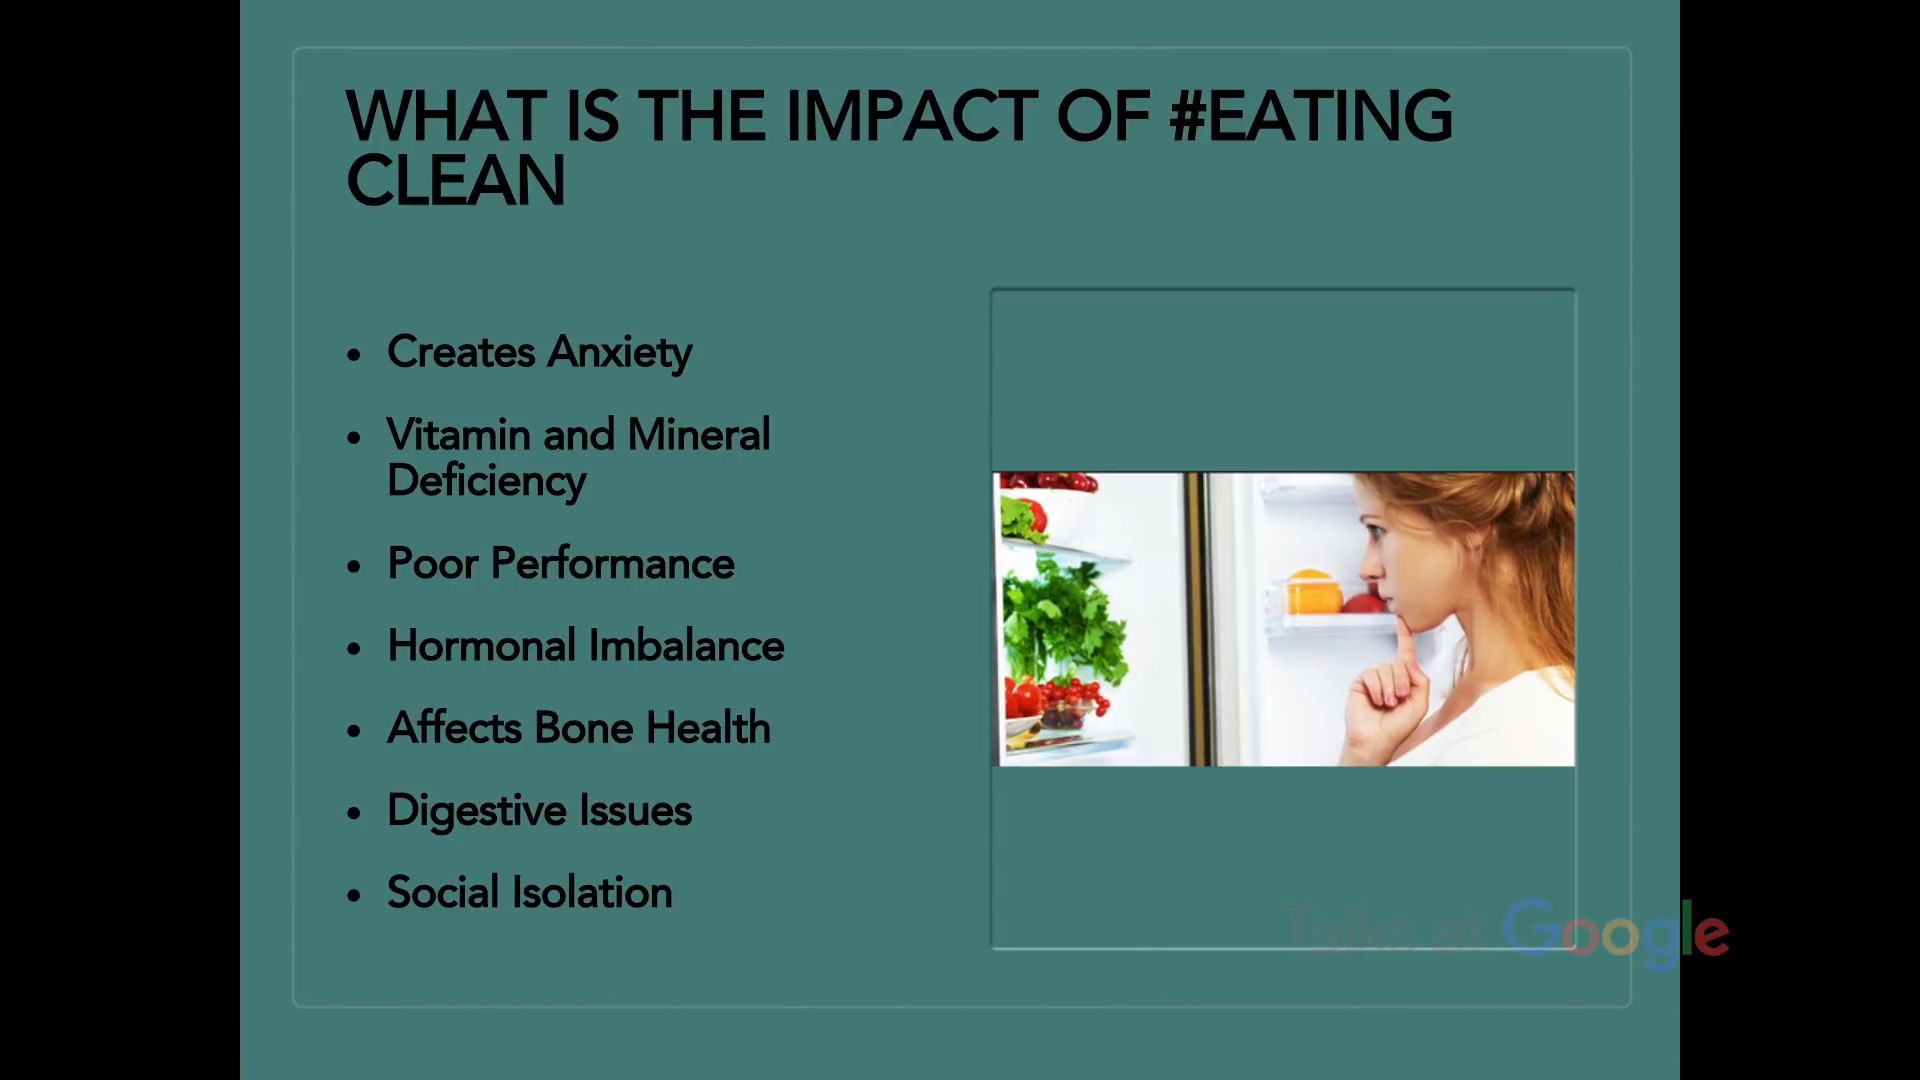 WHAT IS THE IMPACT OF #EATING
CLEAN
• Creates Anxiety
• Vitamin and Mineral
Deficiency
• Poor Performance
• Hormonal Imbalance
• Affects Bone Health
• Digestive Issues
• Social Isolation
Talks at Google